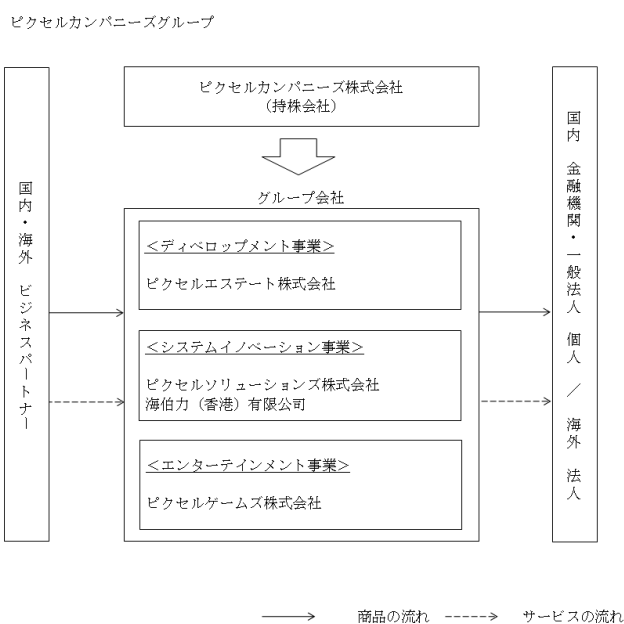 ピクセルカンパニーズグループ
ピクセルカンパニーズ株式会社
（持株会社）
グループ会社
国内・海外　ビジネスパートナー
＜ディベロップメント事業＞
ピクセルエステート株式会社
＜システムイノベーション事業＞
ピクセルソリューションズ株式会社
海伯力（香港）有限公司
＜エンターテインメント事業＞
ピクセルゲームズ株式会社
国内　金融機関・一般法人　個人　／　海外　法人
商品の流れ
サービスの流れ